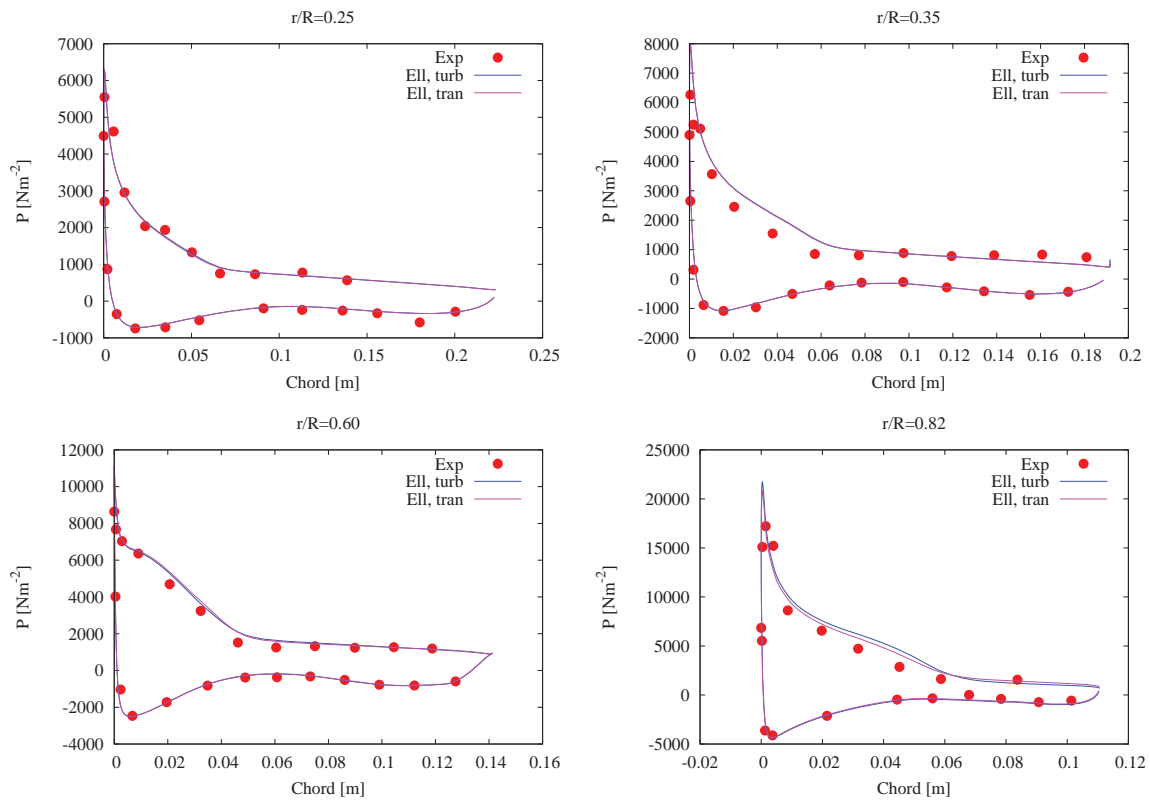 r/R=0.25
7000
6000
5000
4000
3000
2000
1000
0
-1000
P [Nm-2]
0
0.05
0.1
0.15
0.2
0.25
Chord [m]
Exp
Ell, turb
Ell, tran
r/R=0.35
8000
7000
6000
5000
4000
3000
2000
1000
0
-1000
-2000
P [Nm-2]
0
0.02
0.04
0.06
0.08
0.1
0.12
0.14
0.16
0.18
0.2
Chord [m]
Exp
Ell, turb
Ell, tran
r/R=0.60
12000
10000
8000
6000
4000
2000
0
-2000
-4000
P [Nm-2]
0
0.02
0.04
0.06
0.08
0.1
0.12
0.14
0.16
Chord [m]
Exp
Ell, turb
Ell, tran
r/R=0.82
25000
20000
15000
10000
5000
0
-5000
P [Nm-2]
-0.02
0
0.02
0.04
0.06
0.08
0.1
0.12
Chord [m]
Exp
Ell, turb
Ell, tran